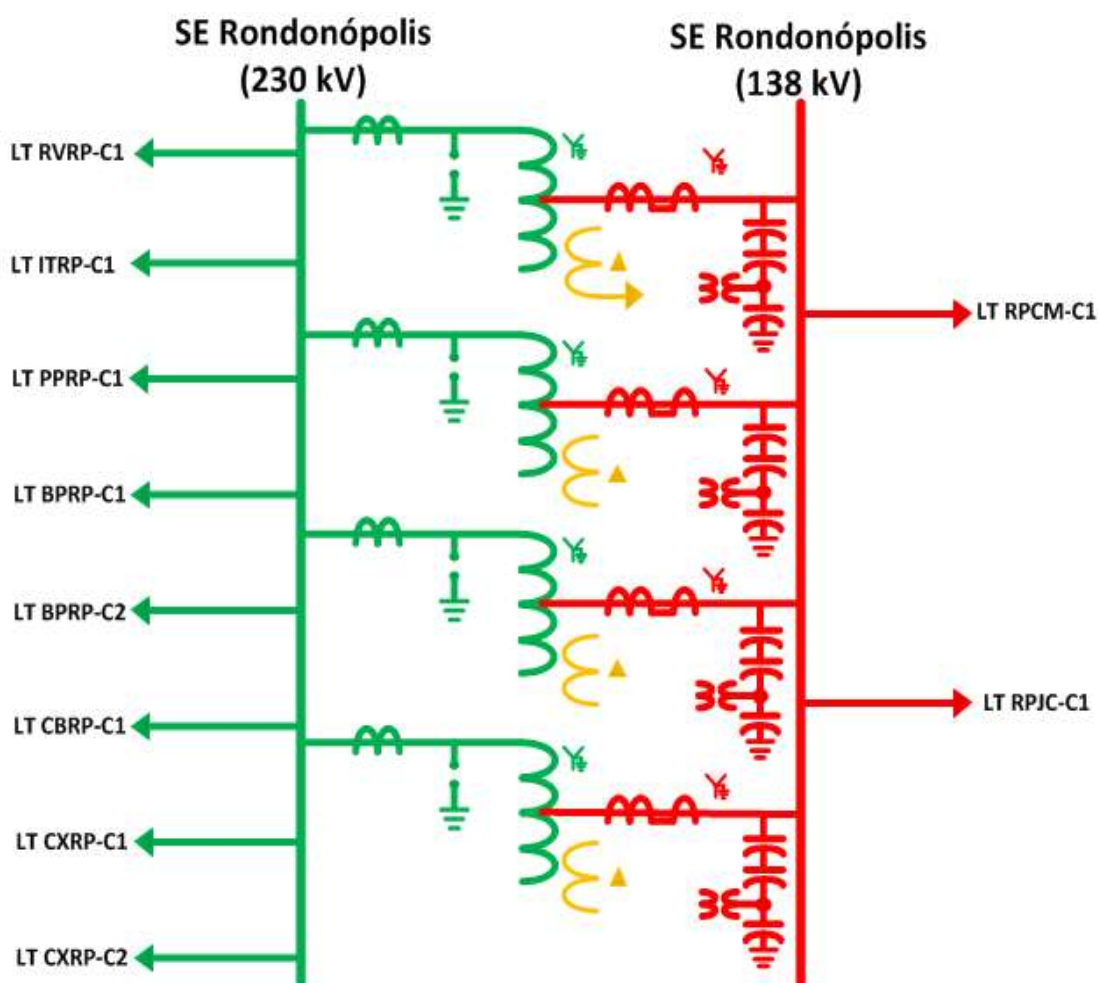 SE Rondonópolis
(230 kV)
SE Rondonópolis
(138 kV)
LT RVRP-C1
LT ITRP-C1
LT RPCM-C1
LT PPRP-C1
LT BPRP-C1
LT BPRP-C2
LT RPJC-C1
LT CBRP-C1
LT CXRP-C1
LT CXRP-C2